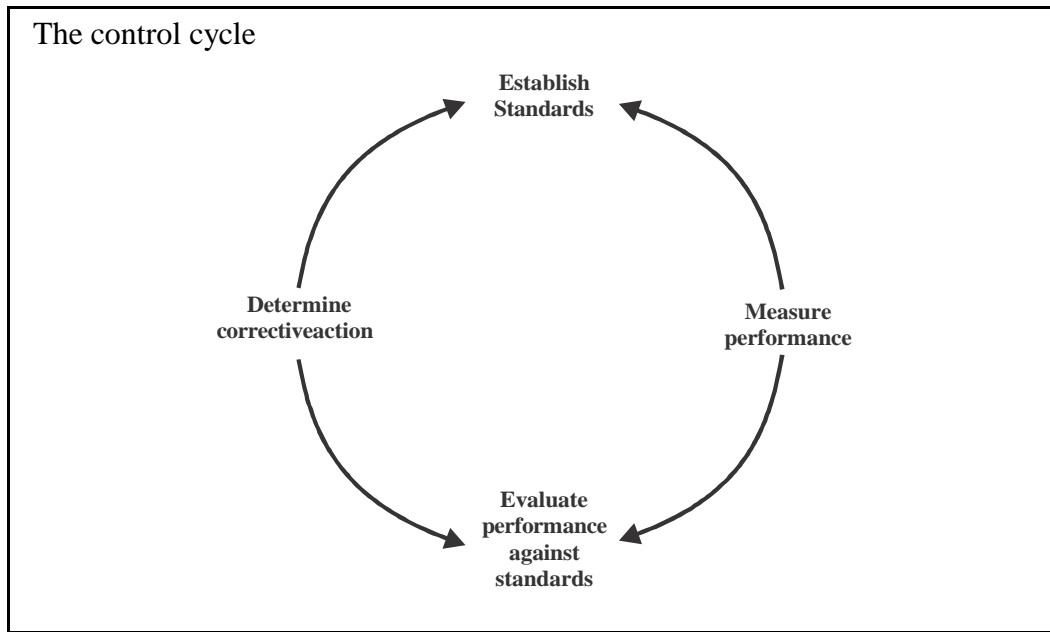 The control cycle
Establish
Standards
Determine
correctiveaction
Measure
performance
Evaluate
performance
against
standards